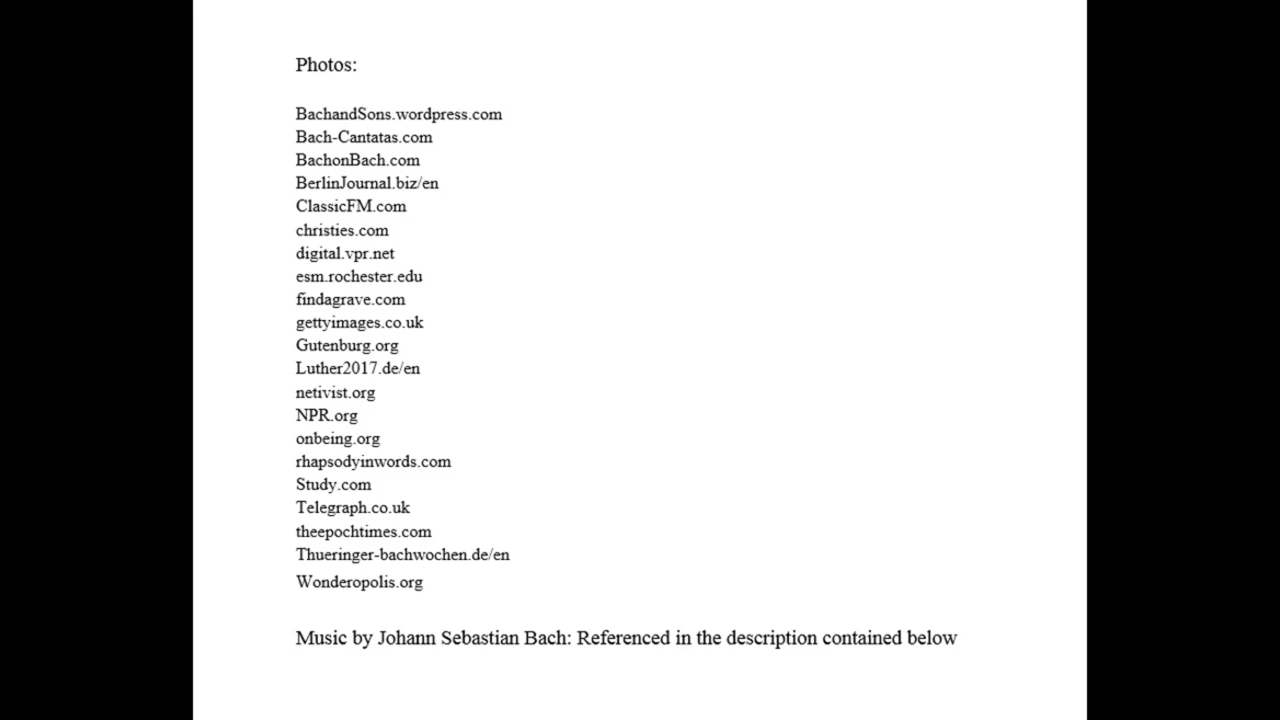 Photos:
BachandSons.wordpress.com
Bach-Cantatas.com
BachonBach.com
BerlinJournal.biz/en
ClassicFM.com
christies.com
digital.vpr.net
esm.rochester.edu
findagrave.com
gettyimages.co.uk
Gutenburg.org
Luther2017.de/en
netivist.org
NPR.org
onbeing.org
rhapsodyinwords.com
Study.com
Telegraph.co.uk
theepochtimes.com
Thueringer-bachwochen.de/en
Wonderopolis.org
Music by Johann Sebastian Bach: Referenced in the description contained below